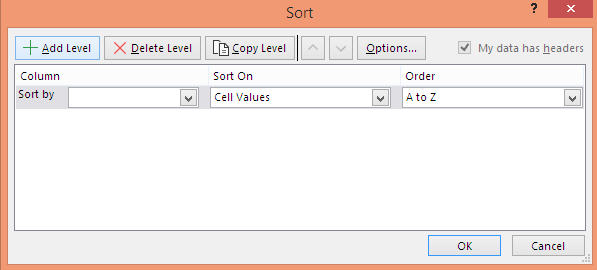 Sort
?
Add Level Delete Level Copy Level Options... My data has headers
Column Sort On Order
Sort by Cell Values A to Z
OK Cancel